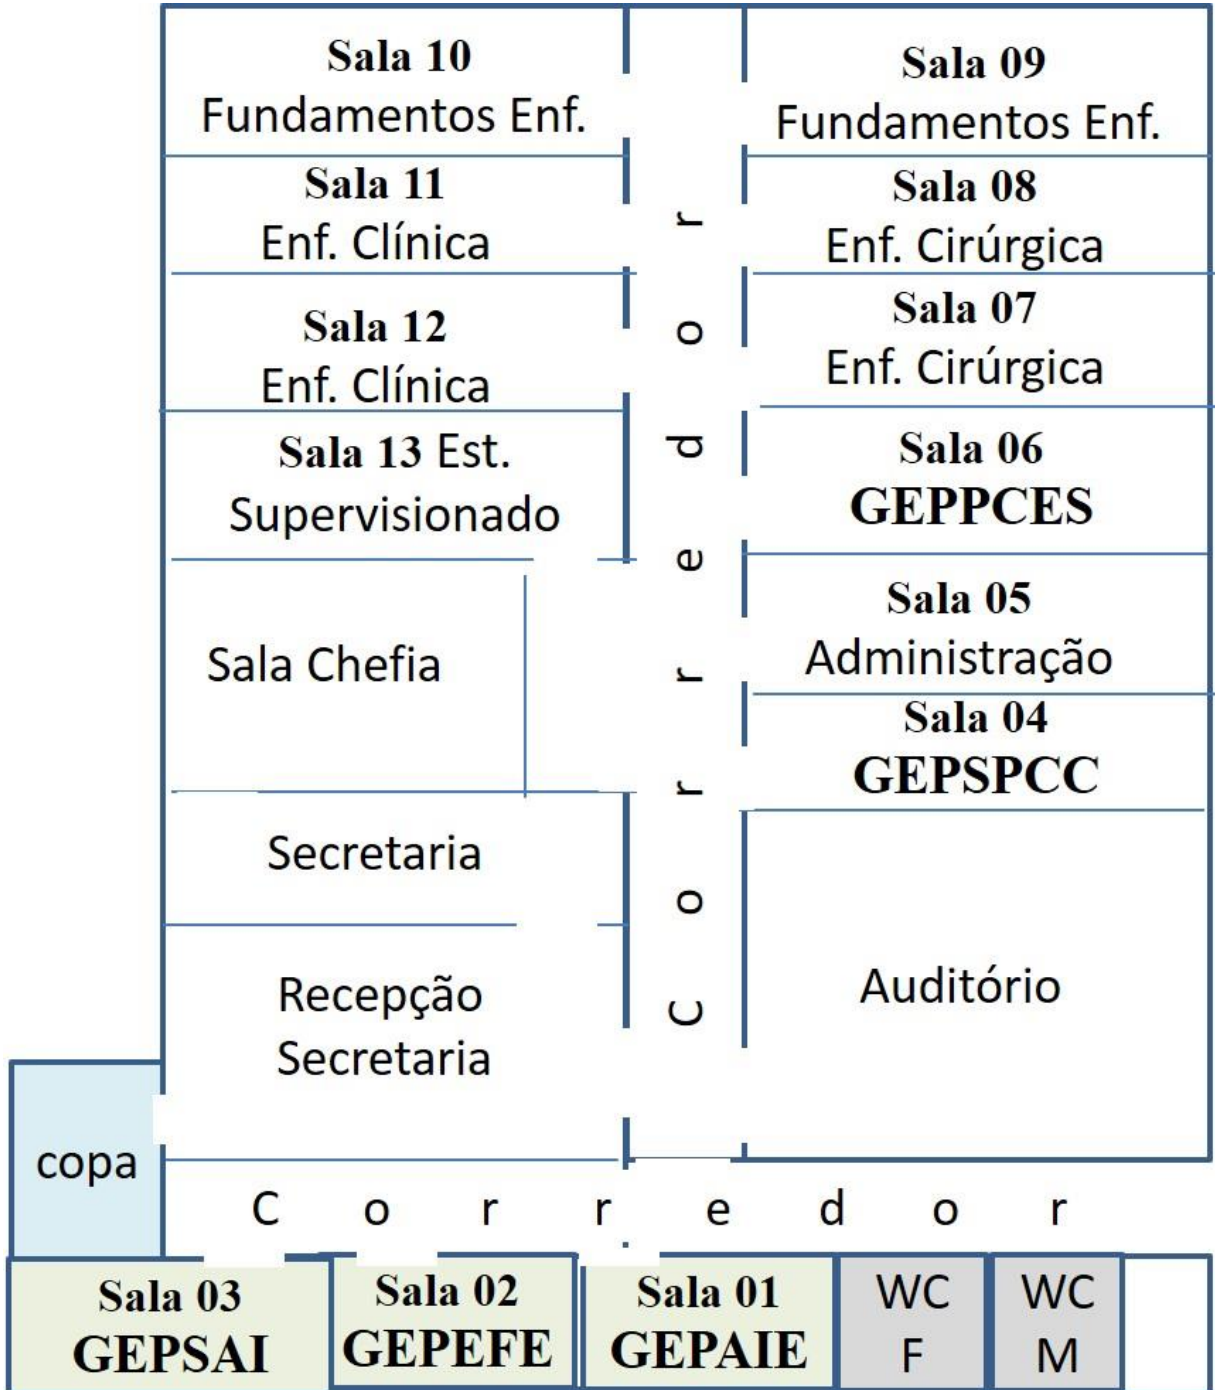 Sala 10
Fundamentos Enf.
Sala 11
Enf. Clínica
Sala 12
Enf. Clínica
Sala 13 Est.
Supervisionado
Sala Chefia
Secretaria
Recepção
Secretaria
copa
Corredor
Sala 09
Fundamentos Enf.
Sala 08
Enf. Cirúrgica
Sala 07
Enf. Cirúrgica
Sala 06
GEPPCES
Sala 05
Administração
Sala 04
GEPSPCC
Auditório
Corredor
Sala 03
GEPSAI
Sala 02
GEPEFE
Sala 01
GEPAIE
WC
F
WC
M